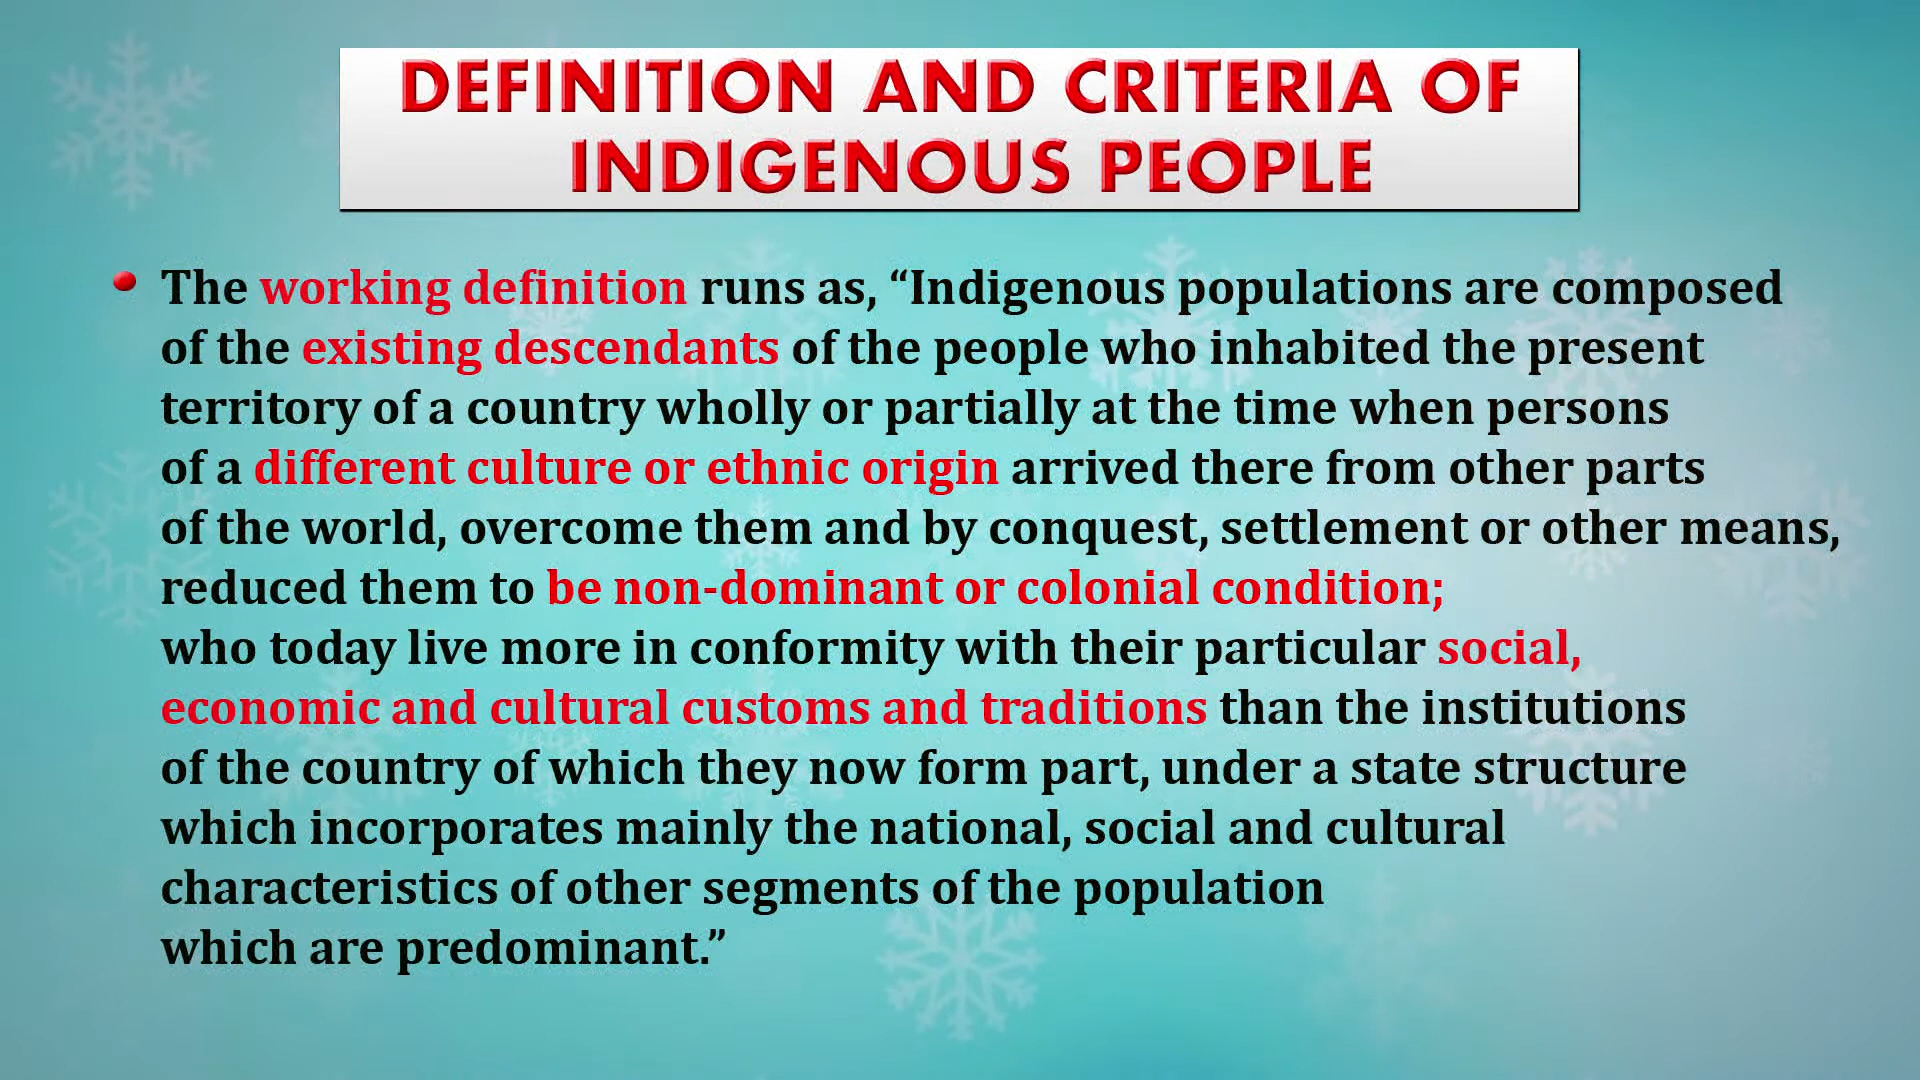 DEFINITION AND CRITERIA OF
INDIGENOUS PEOPLE
• The working definition runs as, “Indigenous populations are composed
of the existing descendants of the people who inhabited the present
territory of a country wholly or partially at the time when persons
of a different culture or ethnic origin arrived there from other parts
of the world, overcome them and by conquest, settlement or other means,
reduced them to be non-dominant or colonial condition;
who today live more in conformity with their particular social,
economic and cultural customs and traditions than the institutions
of the country of which they now form part, under a state structure
which incorporates mainly the national, social and cultural
characteristics of other segments of the population
which are predominant.”